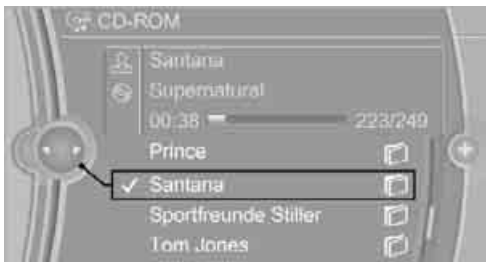 CD-ROM
Santana
Supernatural
00:38 223/249
Prince
Santana
Sportfreunde Stiller
Tom Jones